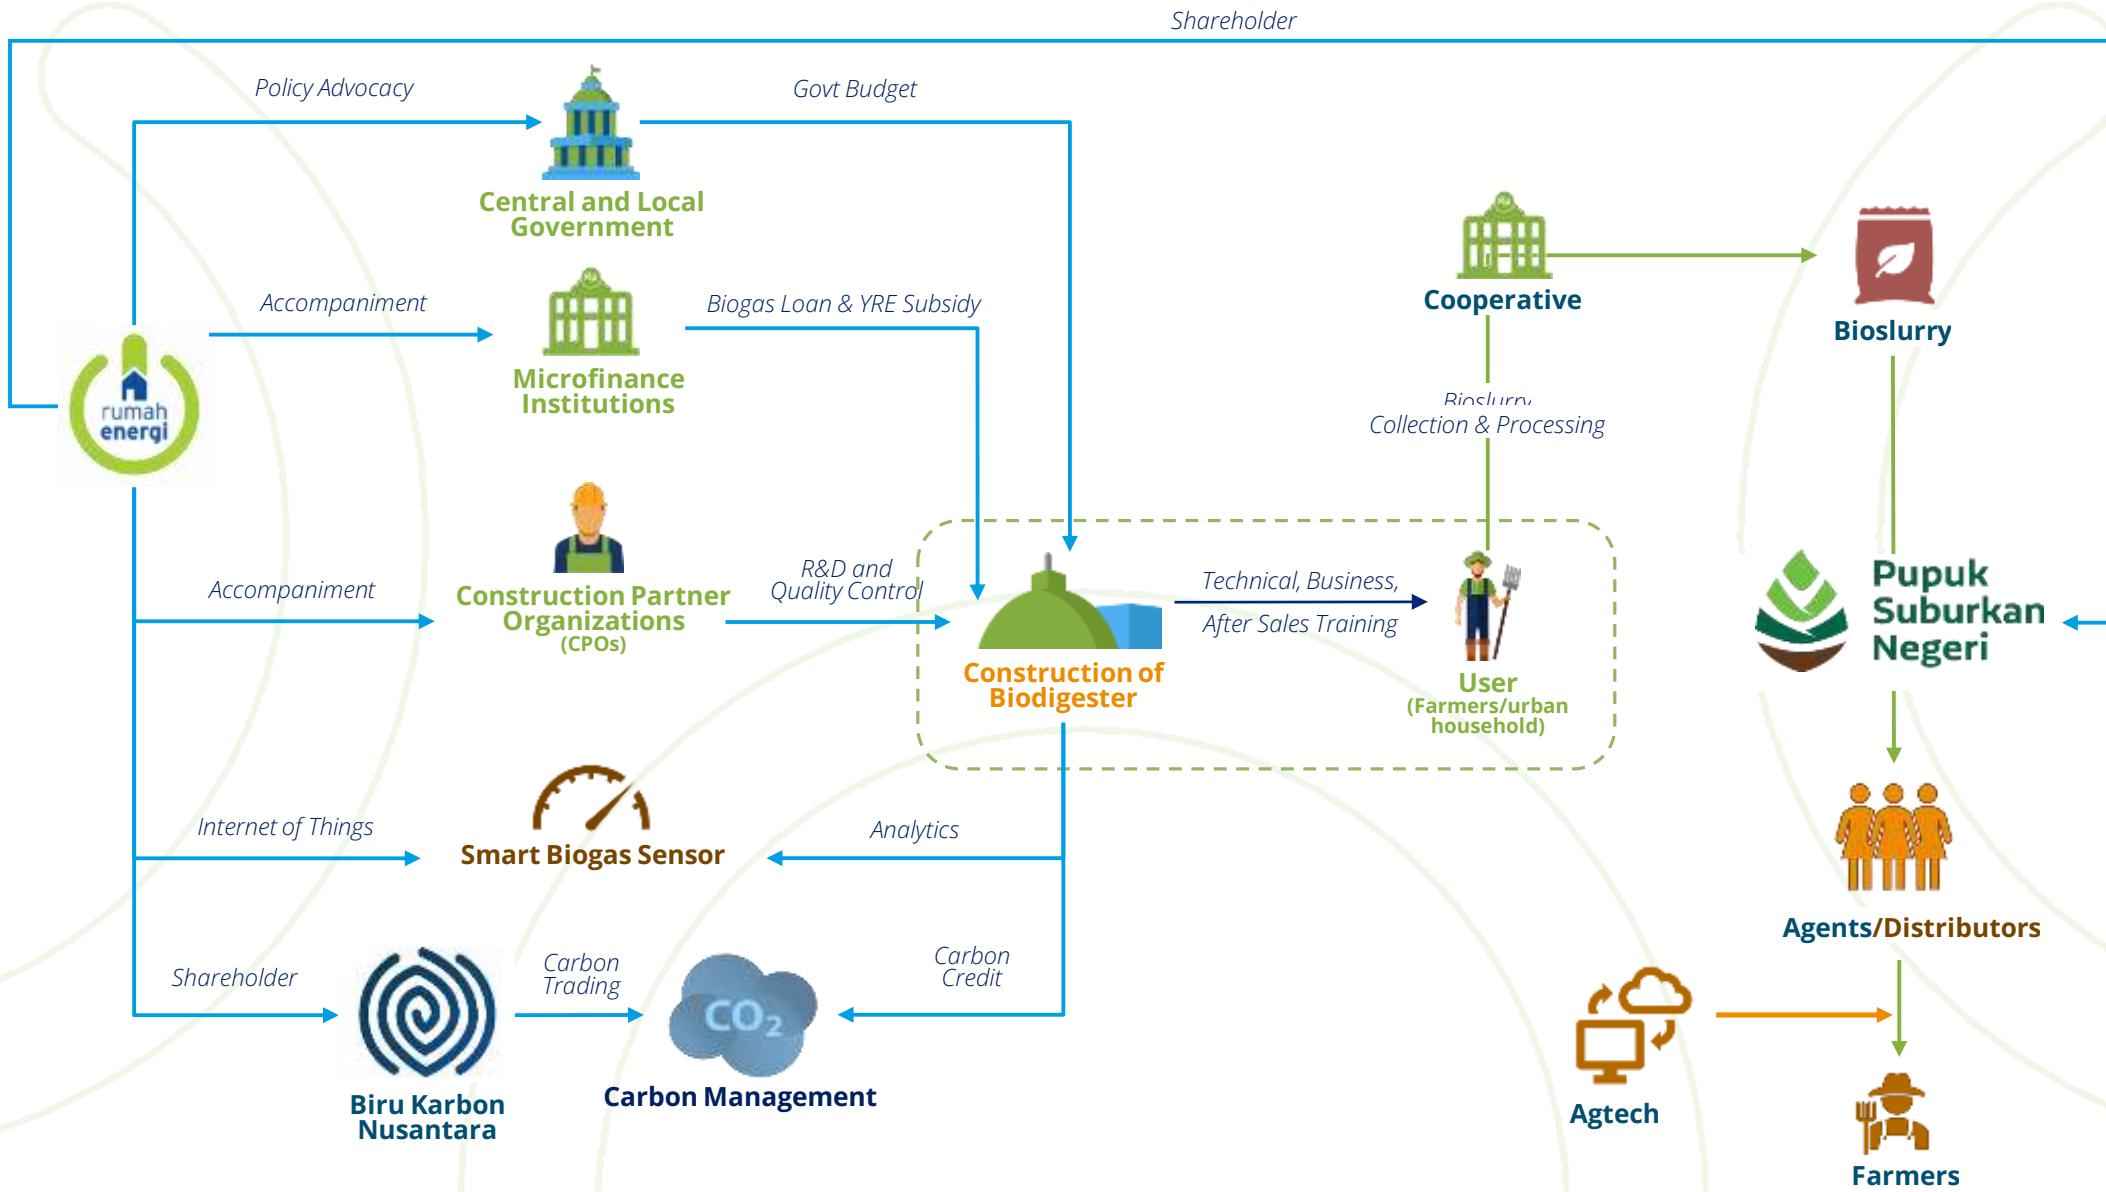 Shareholder
Policy Advocacy
Govt Budget
Central and Local
Government
Accompaniment
Biogas Loan & YRE Subsidy
Microfinance
Institutions
rumah
energi
Cooperative
Bioslurry
Bioslurry
Collection & Processing
Accompaniment
Construction Partner
Organizations
(CPOs)
R&D and
Quality Control
Construction of
Biodigester
Technical, Business,
After Sales Training
User
(Farmers/urban
household)
Pupuk
Suburkan
Negeri
Internet of Things
Smart Biogas Sensor
Analytics
Agents/Distributors
Shareholder
Biru Karbon
Nusantara
Carbon
Trading
CO₂
Carbon Management
Carbon
Credit
Agtech
Farmers